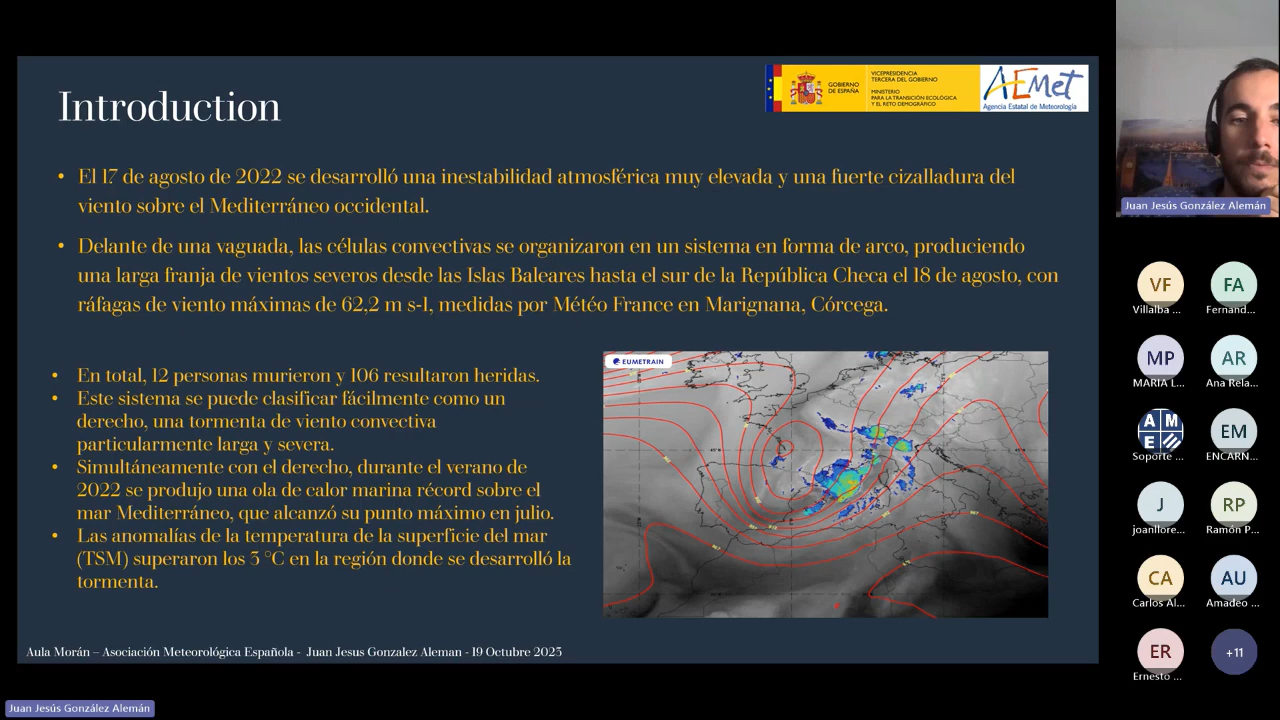 Introduction
GOBIERNO
DE ESPAÑA
VICEPRESIDENCIA
TERCERA DEL GOBIERNO
MINISTERIO
PARA LA TRANSICIÓN ECOLÓGICA
Y EL RETO DEMOGRÁFICO
AEMet
Agencia Estatal de Meteorología
• El 17 de agosto de 2022 se desarrolló una inestabilidad atmosférica muy elevada y una fuerte cizalladura del
viento sobre el Mediterráneo occidental.
• Delante de una vaguada, las células convectivas se organizaron en un sistema en forma de arco, produciendo
una larga franja de vientos severos desde las Islas Baleares hasta el sur de la República Checa el 18 de agosto, con
ráfagas de viento máximas de 62,2 m s-1, medidas por Météo France en Marignana, Córcega.
• En total, 12 personas murieron y 106 resultaron heridas.
• Este sistema se puede clasificar fácilmente como un
derecho, una tormenta de viento convectiva
particularmente larga y severa.
• Simultáneamente con el derecho, durante el verano de
2022 se produjo una ola de calor marina récord sobre el
mar Mediterráneo, que alcanzó su punto máximo en julio.
• Las anomalías de la temperatura de la superficie del mar
(TSM) superaron los 3 °C en la región donde se desarrolló la
tormenta.
EUMETRAIN
Aula Morán – Asociación Meteorológica Española - Juan Jesus Gonzalez Aleman - 19 Octubre 2023
Juan Jesús González Alemán
Juan Jesús González Alemán
VF
FA
Villalba ...
Fernand...
MP
AR
MARIA L...
Ana Rela...
A M
E
EM
Soporte ...
ENCARN...
J
RP
joanllore...
Ramón P...
CA
AU
Carlos Al...
Amadeo ...
ER
+11
Ernesto ...